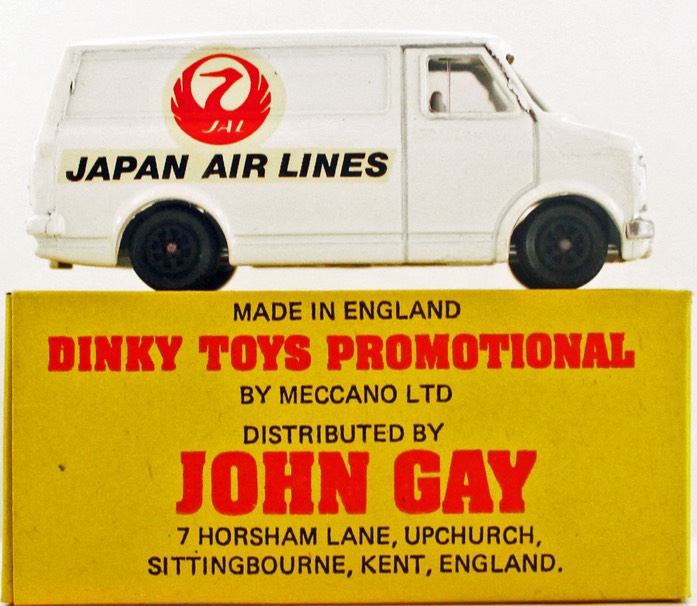 JAL
JAPAN AIR LINES
MADE IN ENGLAND
DINKY TOYS PROMOTIONAL
BY MECCANO LTD
DISTRIBUTED BY
JOHN GAY
7 HORSHAM LANE, UPCHURCH,
SITTINGBOURNE, KENT, ENGLAND.